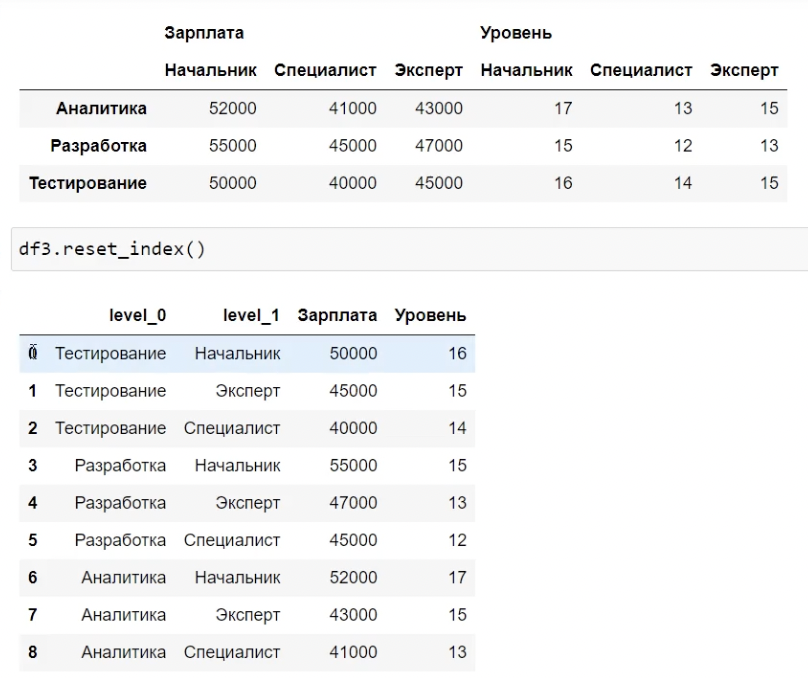 Зарплата Уровень
Начальник Специалист Эксперт Начальник Специалист Эксперт
Аналитика 52000 41000 43000 17 13 15
Разработка 55000 45000 47000 15 12 13
Тестирование 50000 40000 45000 16 14 15
df3.reset_index()
level_0 level_1 Зарплата Уровень
0 Тестирование Начальник 50000 16
1 Тестирование Эксперт 45000 15
2 Тестирование Специалист 40000 14
3 Разработка Начальник 55000 15
4 Разработка Эксперт 47000 13
5 Разработка Специалист 45000 12
6 Аналитика Начальник 52000 17
7 Аналитика Эксперт 43000 15
8 Аналитика Специалист 41000 13